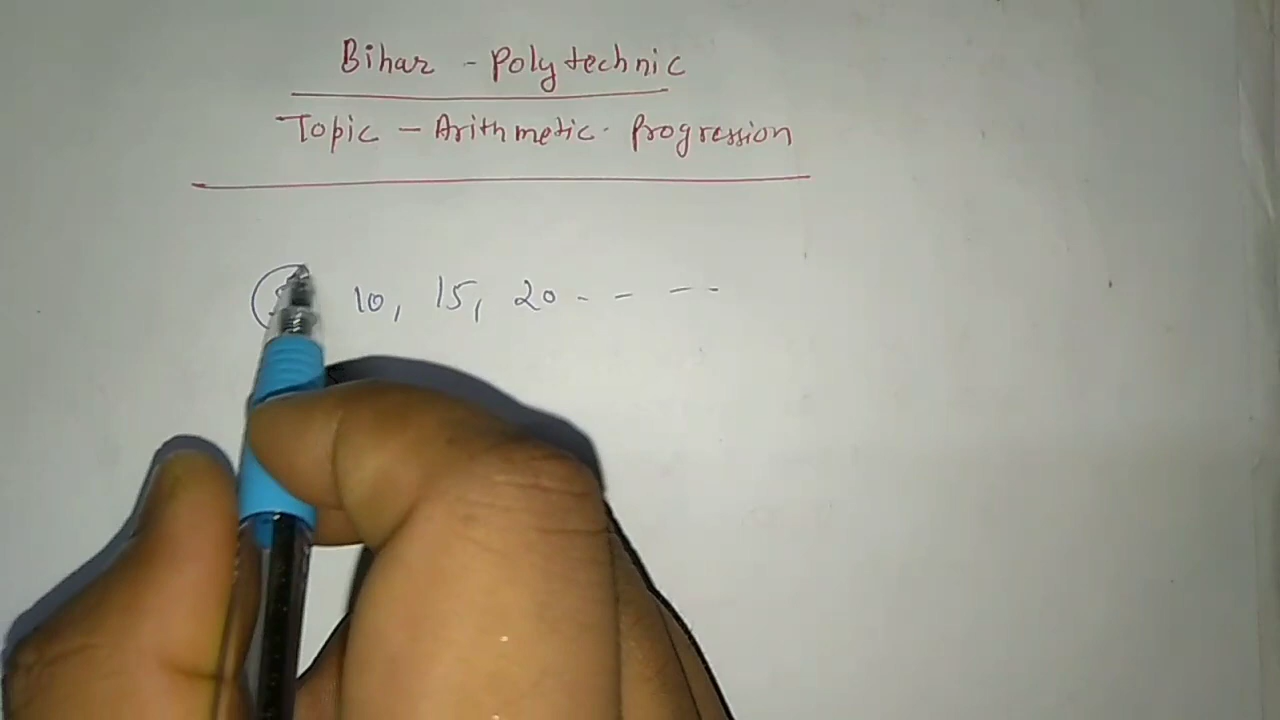 Bihar - Polytechnic
Topic - Arithmetic. Progression
10, 15, 20 - - - -